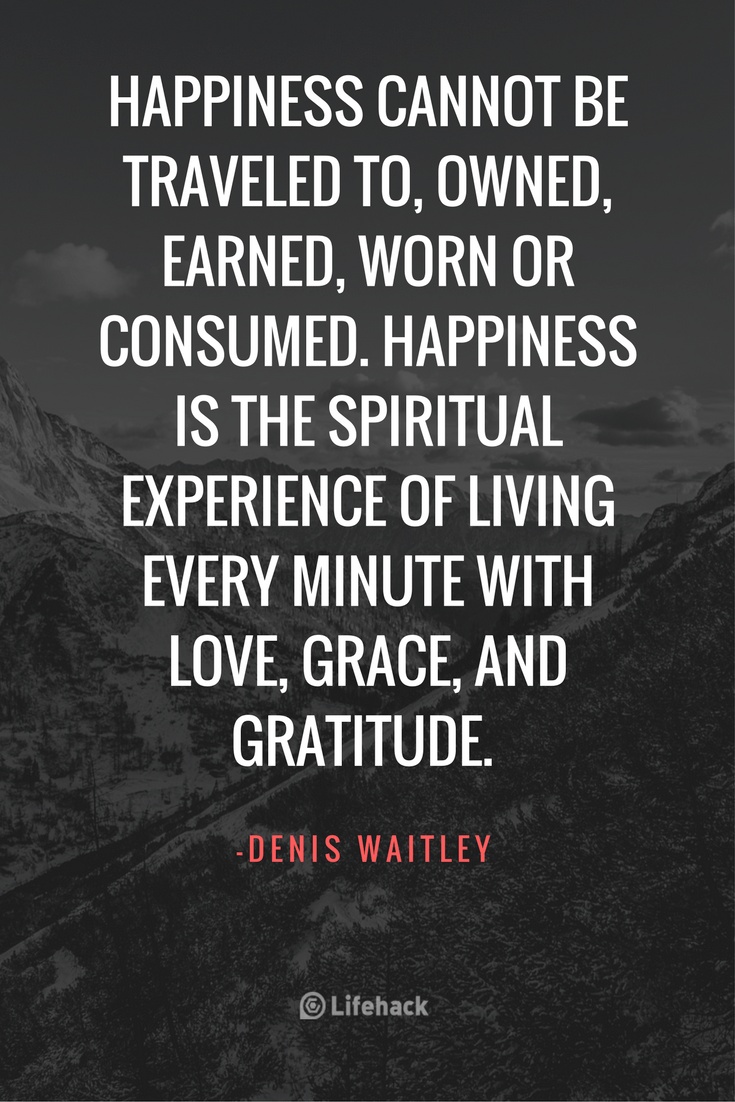 HAPPINESS CANNOT BE
TRAVELED TO, OWNED,
EARNED, WORN OR
CONSUMED. HAPPINESS
IS THE SPIRITUAL
EXPERIENCE OF LIVING
EVERY MINUTE WITH
LOVE, GRACE, AND
GRATITUDE.
-DENIS WAITLEY
Lifehack